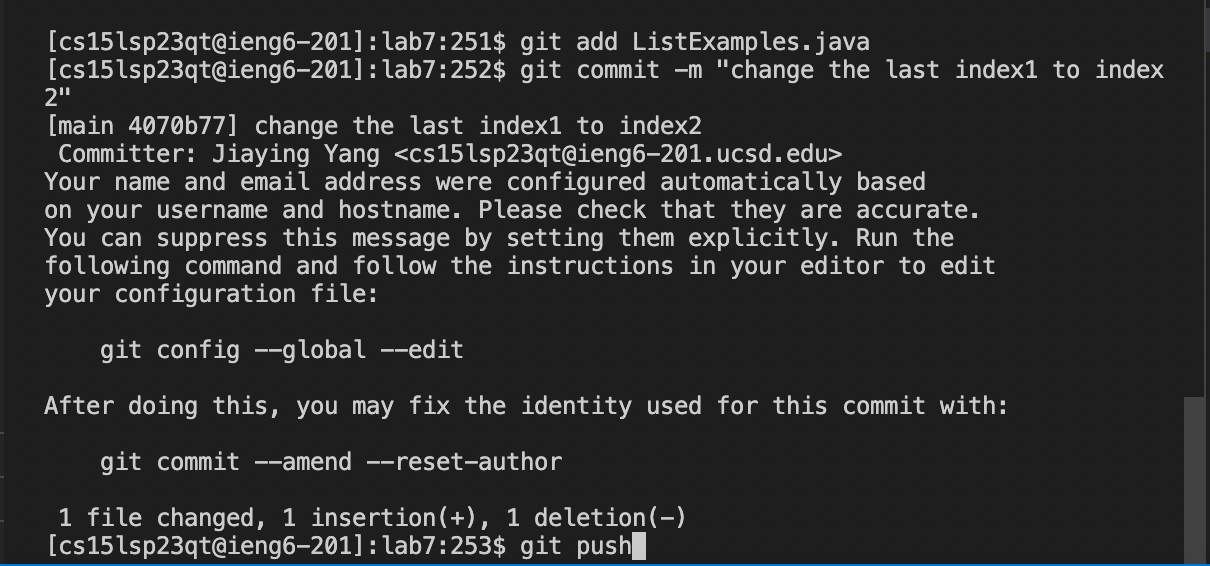 [cs15lsp23qt@ieng6-201]:lab7:251$ git add ListExamples.java
[cs15lsp23qt@ieng6-201]:lab7:252$ git commit -m "change the last index1 to index
2"
[main 4070b77] change the last index1 to index2
 Committer: Jiaying Yang <cs15lsp23qt@ieng6-201.ucsd.edu>
Your name and email address were configured automatically based
on your username and hostname. Please check that they are accurate.
You can suppress this message by setting them explicitly. Run the
following command and follow the instructions in your editor to edit
your configuration file:

    git config --global --edit

After doing this, you may fix the identity used for this commit with:

    git commit --amend --reset-author

 1 file changed, 1 insertion(+), 1 deletion(-)
[cs15lsp23qt@ieng6-201]:lab7:253$ git push